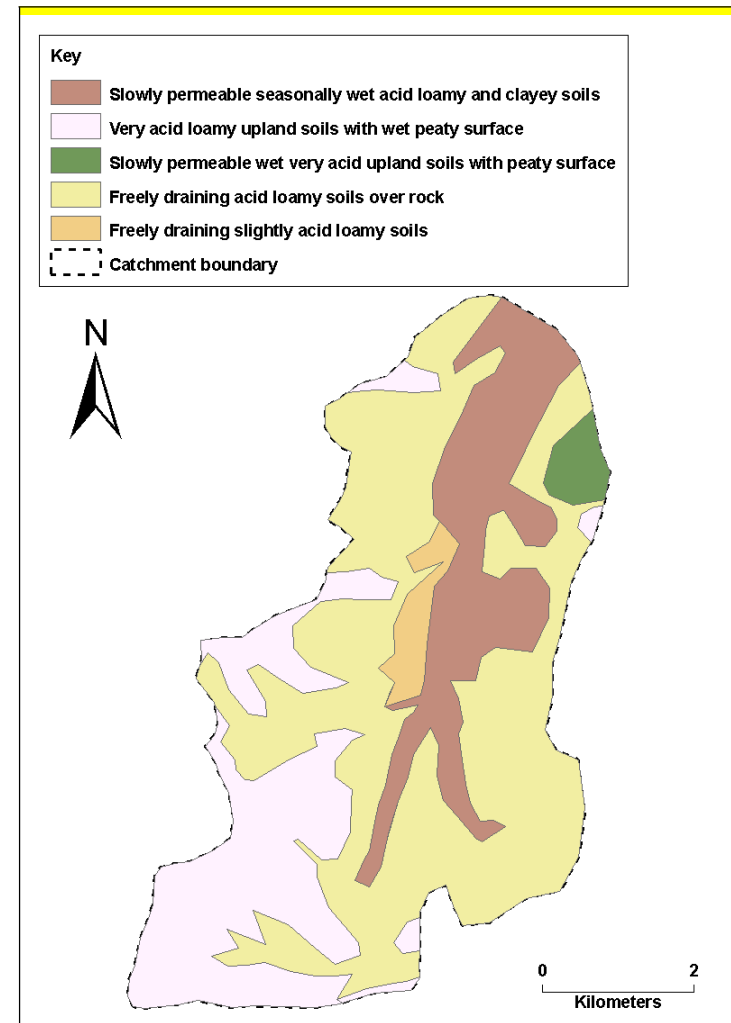 Key
Slowly permeable seasonally wet acid loamy and clayey soils
Very acid loamy upland soils with wet peaty surface
Slowly permeable wet very acid upland soils with peaty surface
Freely draining acid loamy soils over rock
Freely draining slightly acid loamy soils
Catchment boundary
N
0 2
Kilometers